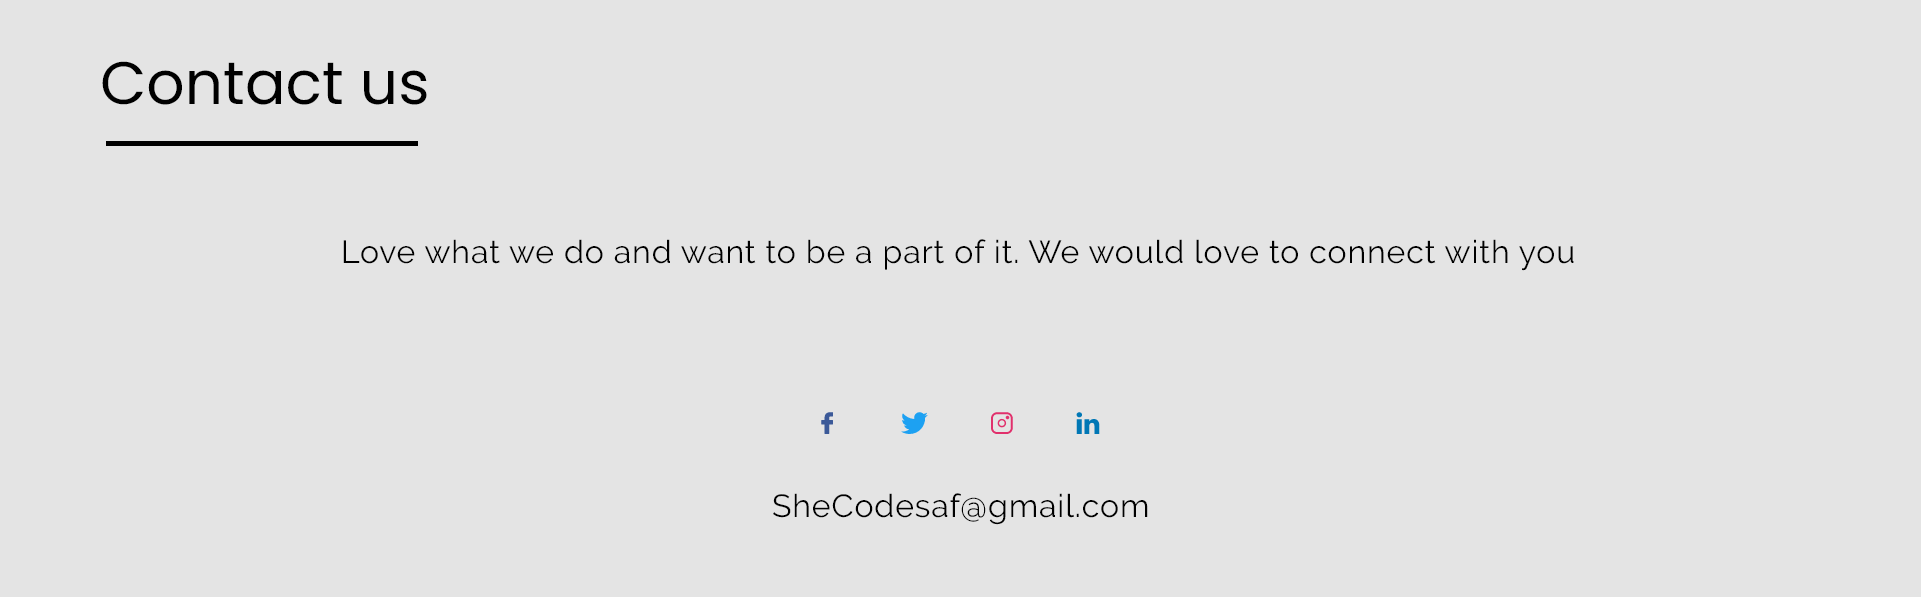 Contact us
Love what we do and want to be a part of it. We would love to connect with you
SheCodesaf@gmail.com